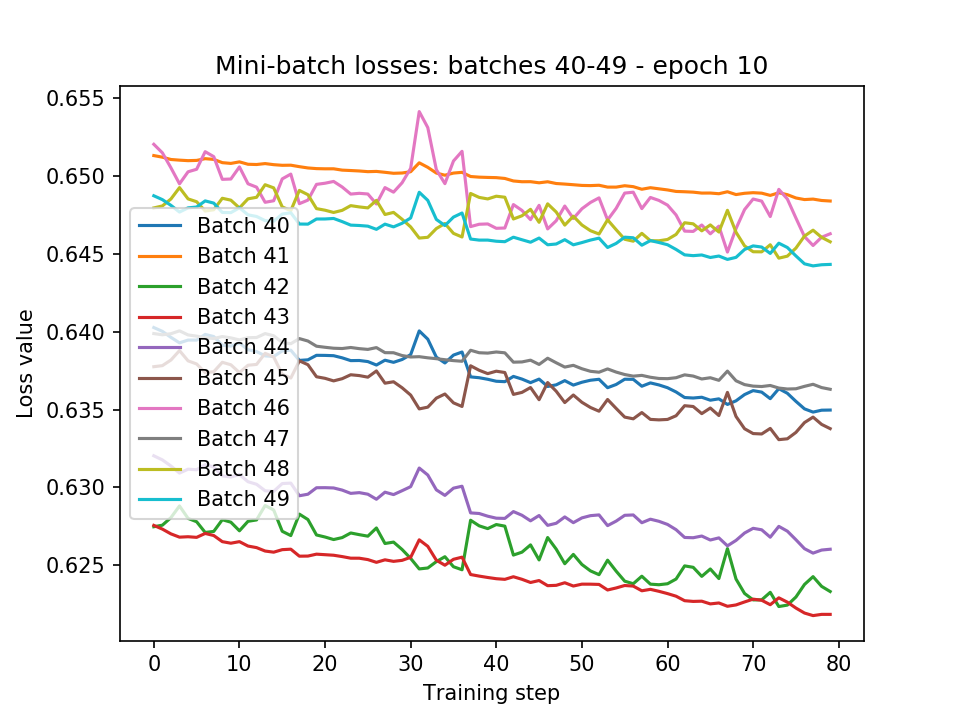 Mini-batch losses: batches 40-49 - epoch 10
0.655
0.650
0.645
0.640
0.635
0.630
0.625
Loss value
Batch 40
Batch 41
Batch 42
Batch 43
Batch 44
Batch 45
Batch 46
Batch 47
Batch 48
Batch 49
0 10 20 30 40 50 60 70 80
Training step